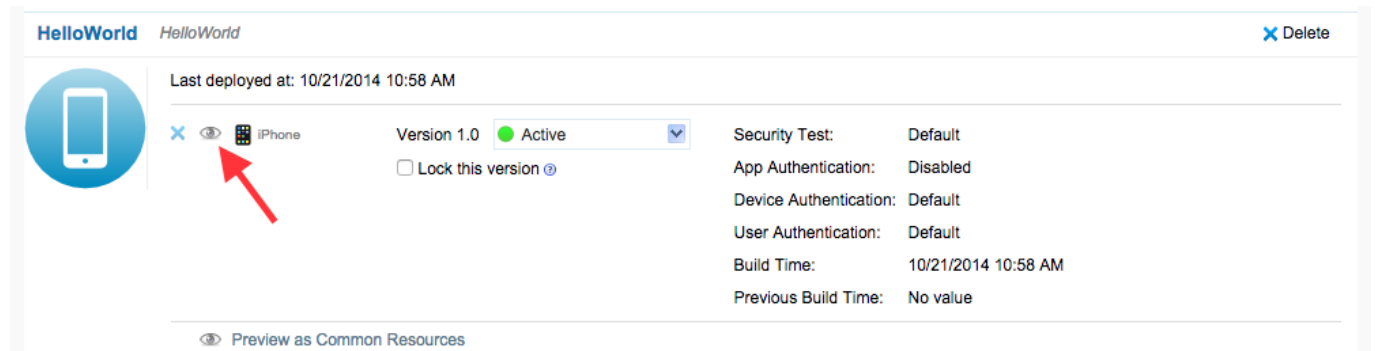 HelloWorld HelloWorld Delete
Last deployed at: 10/21/2014 10:58 AM
iPhone Version 1.0 Active Security Test: Default
Lock this version App Authentication: Disabled
Device Authentication: Default
User Authentication: Default
Build Time: 10/21/2014 10:58 AM
Previous Build Time: No value
Preview as Common Resources